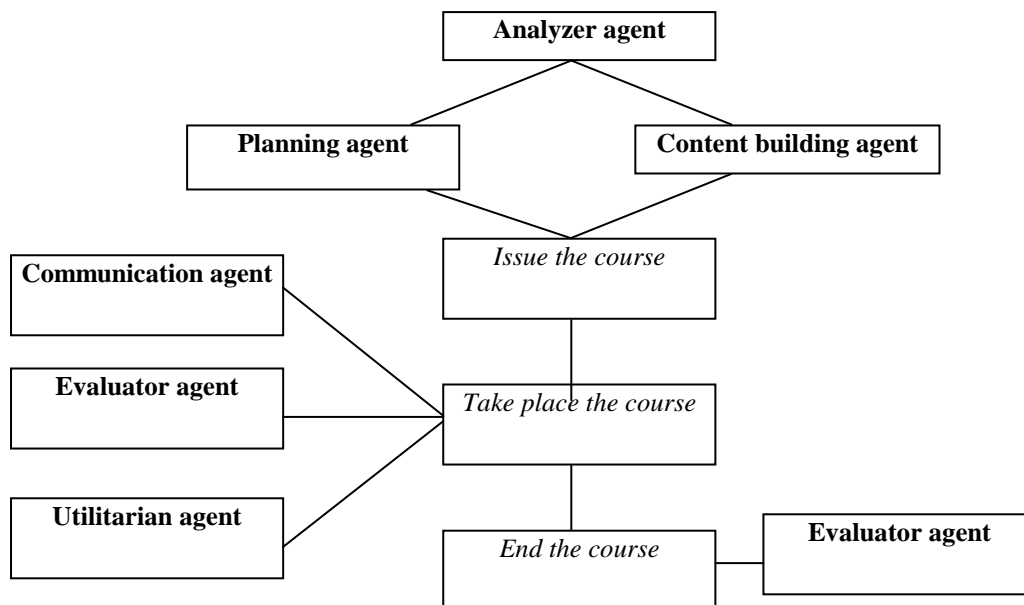 Analyzer agent
Planning agent
Content building agent
Issue the course
Communication agent
Evaluator agent
Take place the course
Utilitarian agent
End the course
Evaluator agent